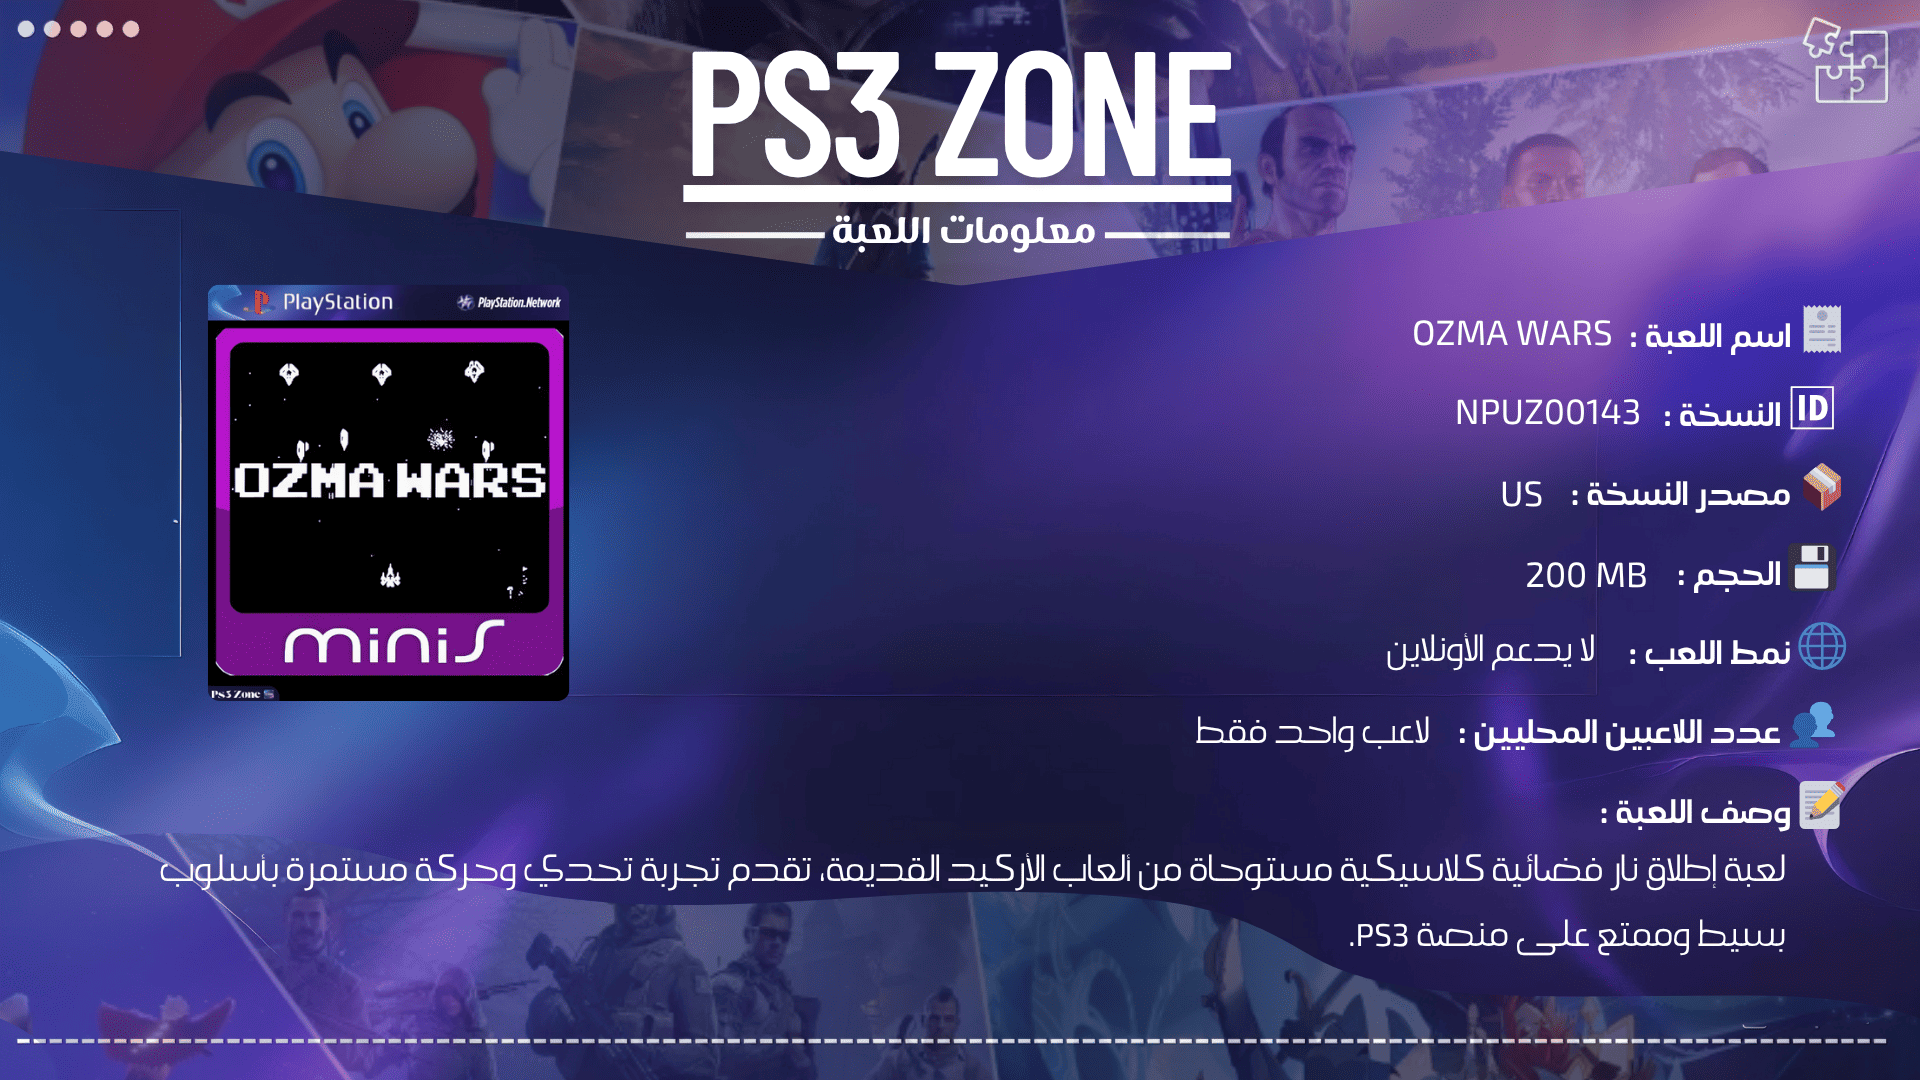 PS3 ZONE
معلومات اللعبة
PlayStation
PlayStation.Network
OZMA WARS
minis
Ps3 Zone
اسم اللعبة : OZMA WARS
ID النسخة : NPUZ00143
مصدر النسخة : US
الحجم : 200 MB
نمط اللعب : لا يدعم الأونلاين
عدد اللاعبين المحليين : لاعب واحد فقط
وصف اللعبة :
لعبة إطلاق نار فضائية كلاسيكية مستوحاة من ألعاب الأركيد القديمة، تقدم تجربة تحدي وحركة مستمرة بأسلوب
بسيط وممتع على منصة PS3.